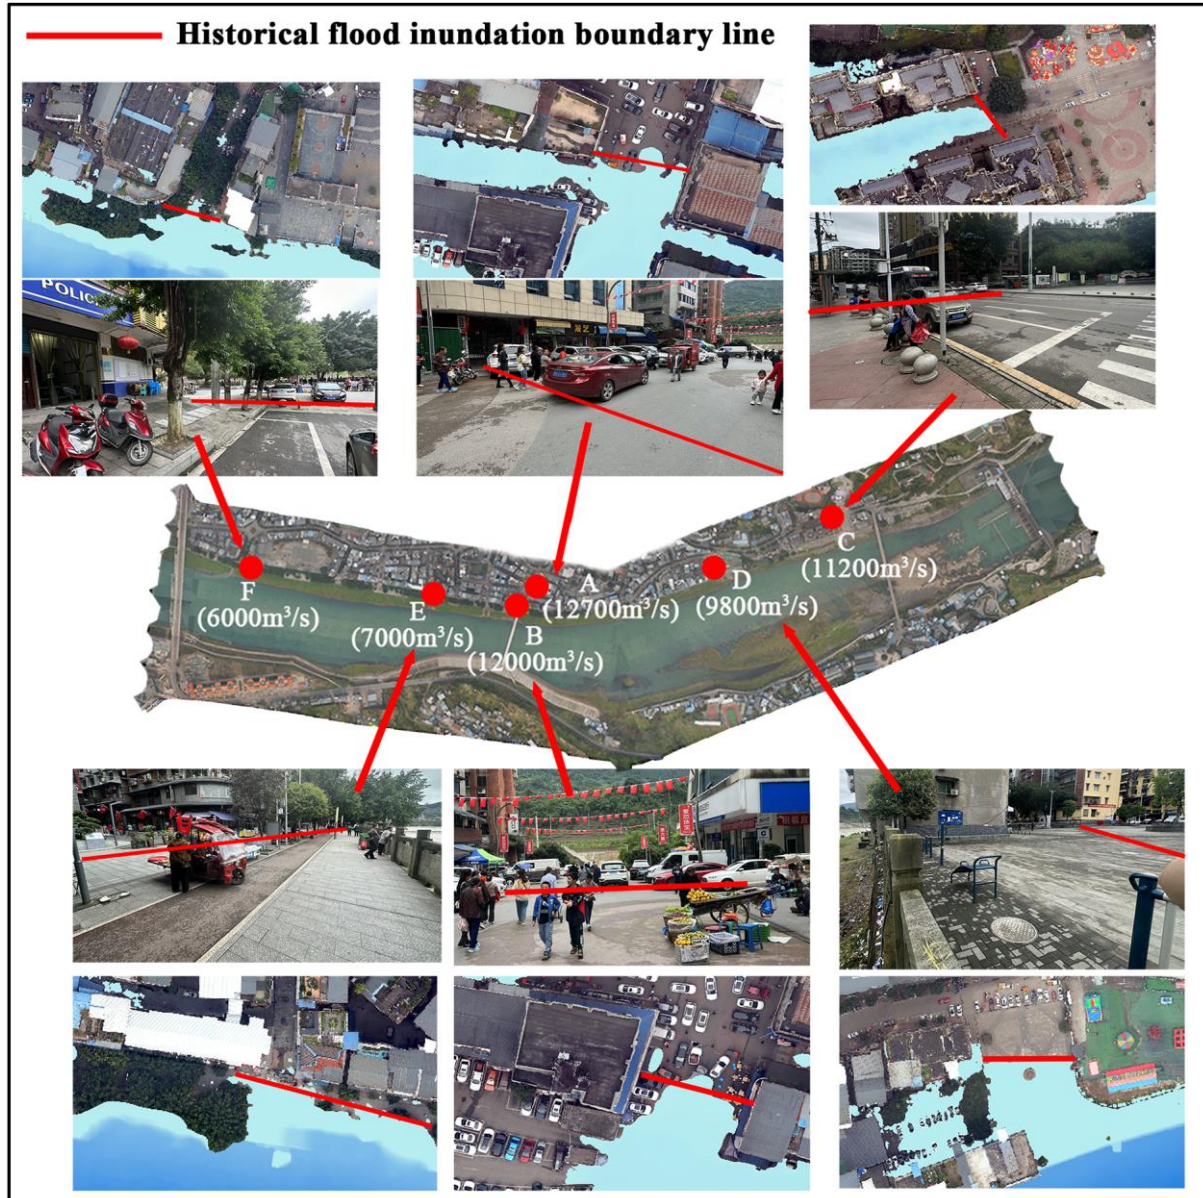 Historical flood inundation boundary line
POLIC
F
(6000m³/s)
E
(7000m³/s)
A
(12700m³/s)
B
(12000m³/s)
D
(9800m³/s)
C
(11200m³/s)